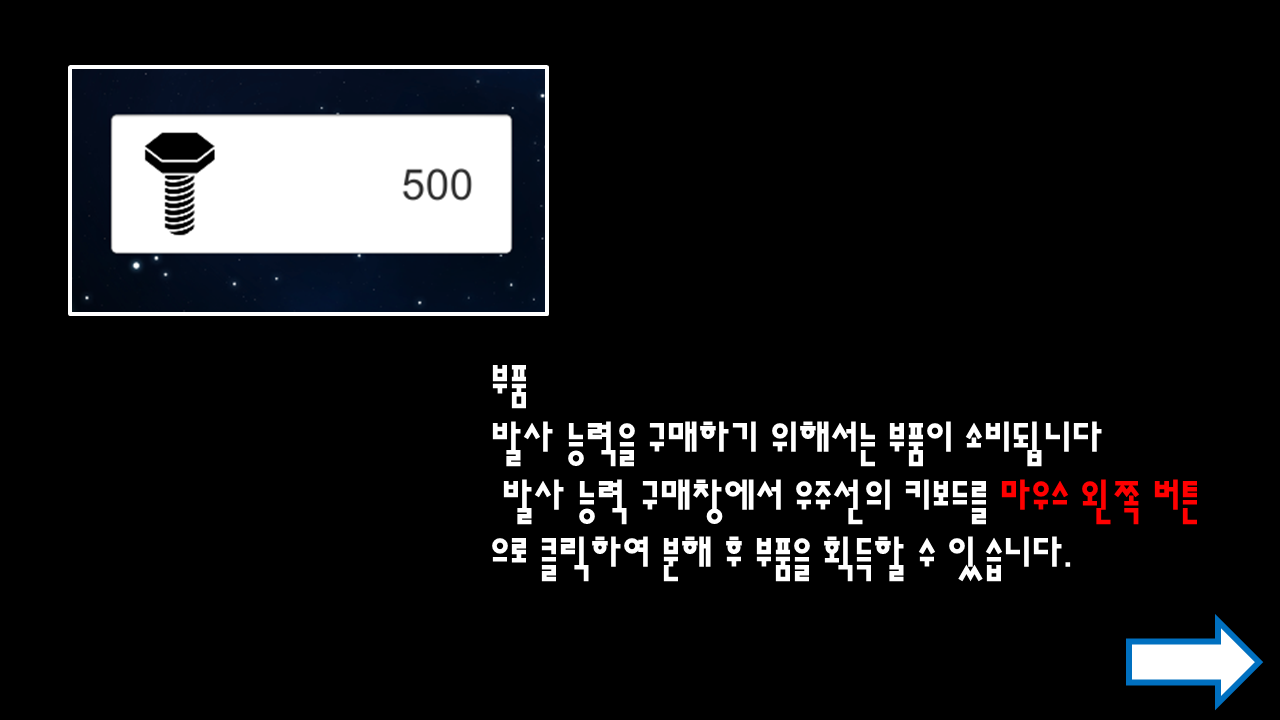 500
부품
발사 능력을 구매하기 위해서는 부품이 소비됩니다
발사 능력 구매창에서 우주선의 키보드를 마우스 왼쪽 버튼
으로 클릭하여 분해 후 부품을 획득할 수 있습니다.